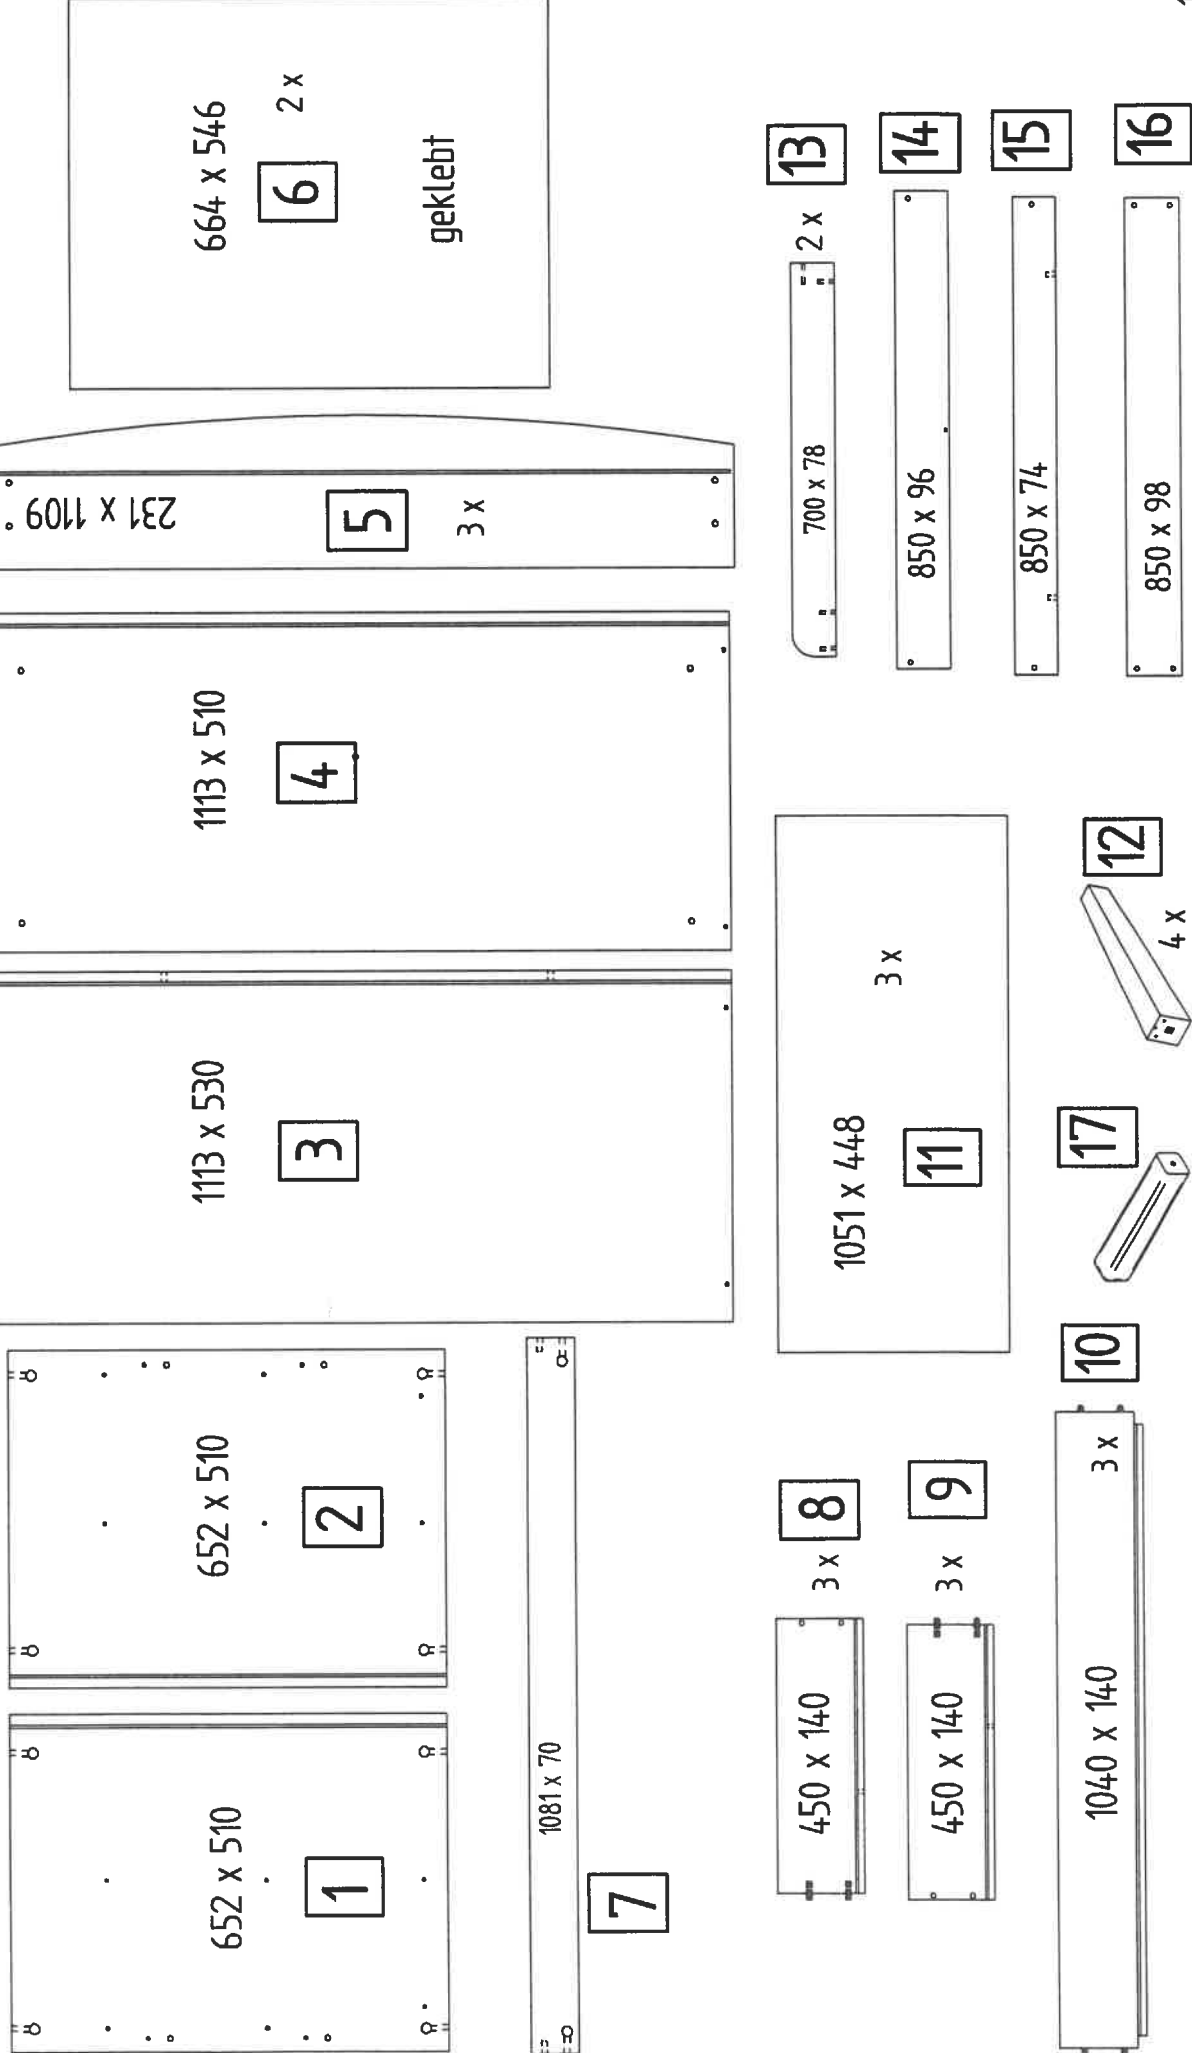 652 x 510
1
652 x 510
2
1113 x 530
3
1113 x 510
4
231 x 1109
5
3 x
664 x 546
6
2 x
geklebt
1081 x 70
7
450 x 140
3 x
8
450 x 140
3 x
9
1040 x 140
3 x
10
1051 x 448
3 x
11
12
4 x
700 x 78
2 x
13
850 x 96
14
850 x 74
15
850 x 98
16
17